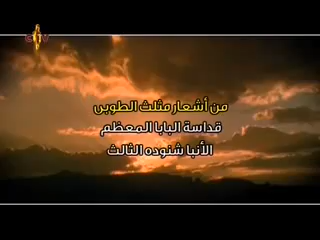 من أشعار مثلث الطوبى
قداسة البابا المعظم
الأنبا شنوده الثالث